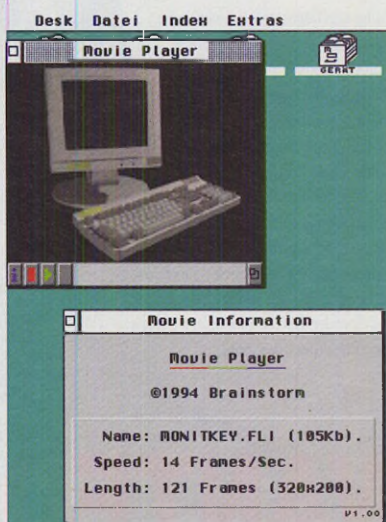 Desk Datei Index Extras
Movie Player
GERÄT
Movie Information
Movie Player
©1994 Brainstorm
Name: MONITKEY.FLI (105Kb).
Speed: 14 Frames/Sec.
Length: 121 Frames (320x200).
V1.00